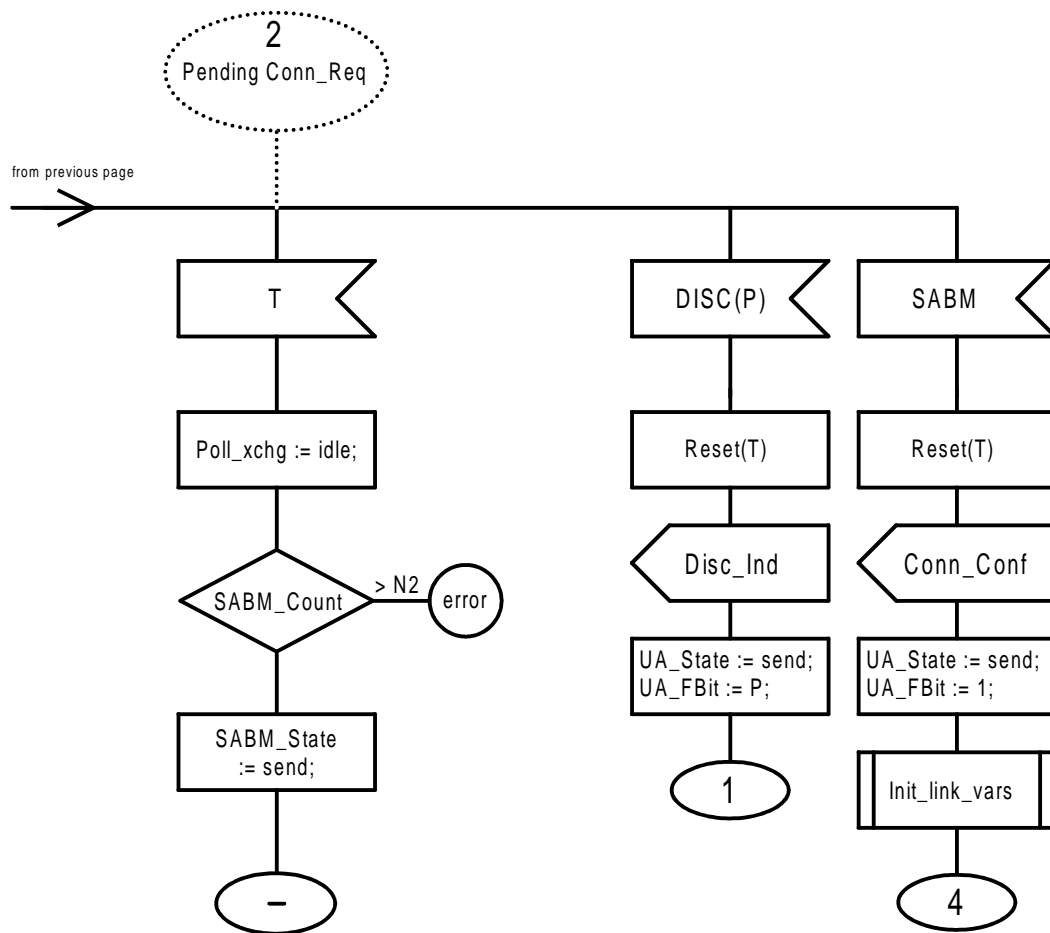 2
Pending Conn_Req
from previous page
T
DISC(P)
SABM
Poll_xchg := idle;
Reset(T)
Reset(T)
SABM_Count
> N2
error
Disc_Ind
Conn_Conf
UA_State := send;
UA_FBit := P;
UA_State := send;
UA_FBit := 1;
SABM_State
:= send;
1
Init_link_vars
–
4